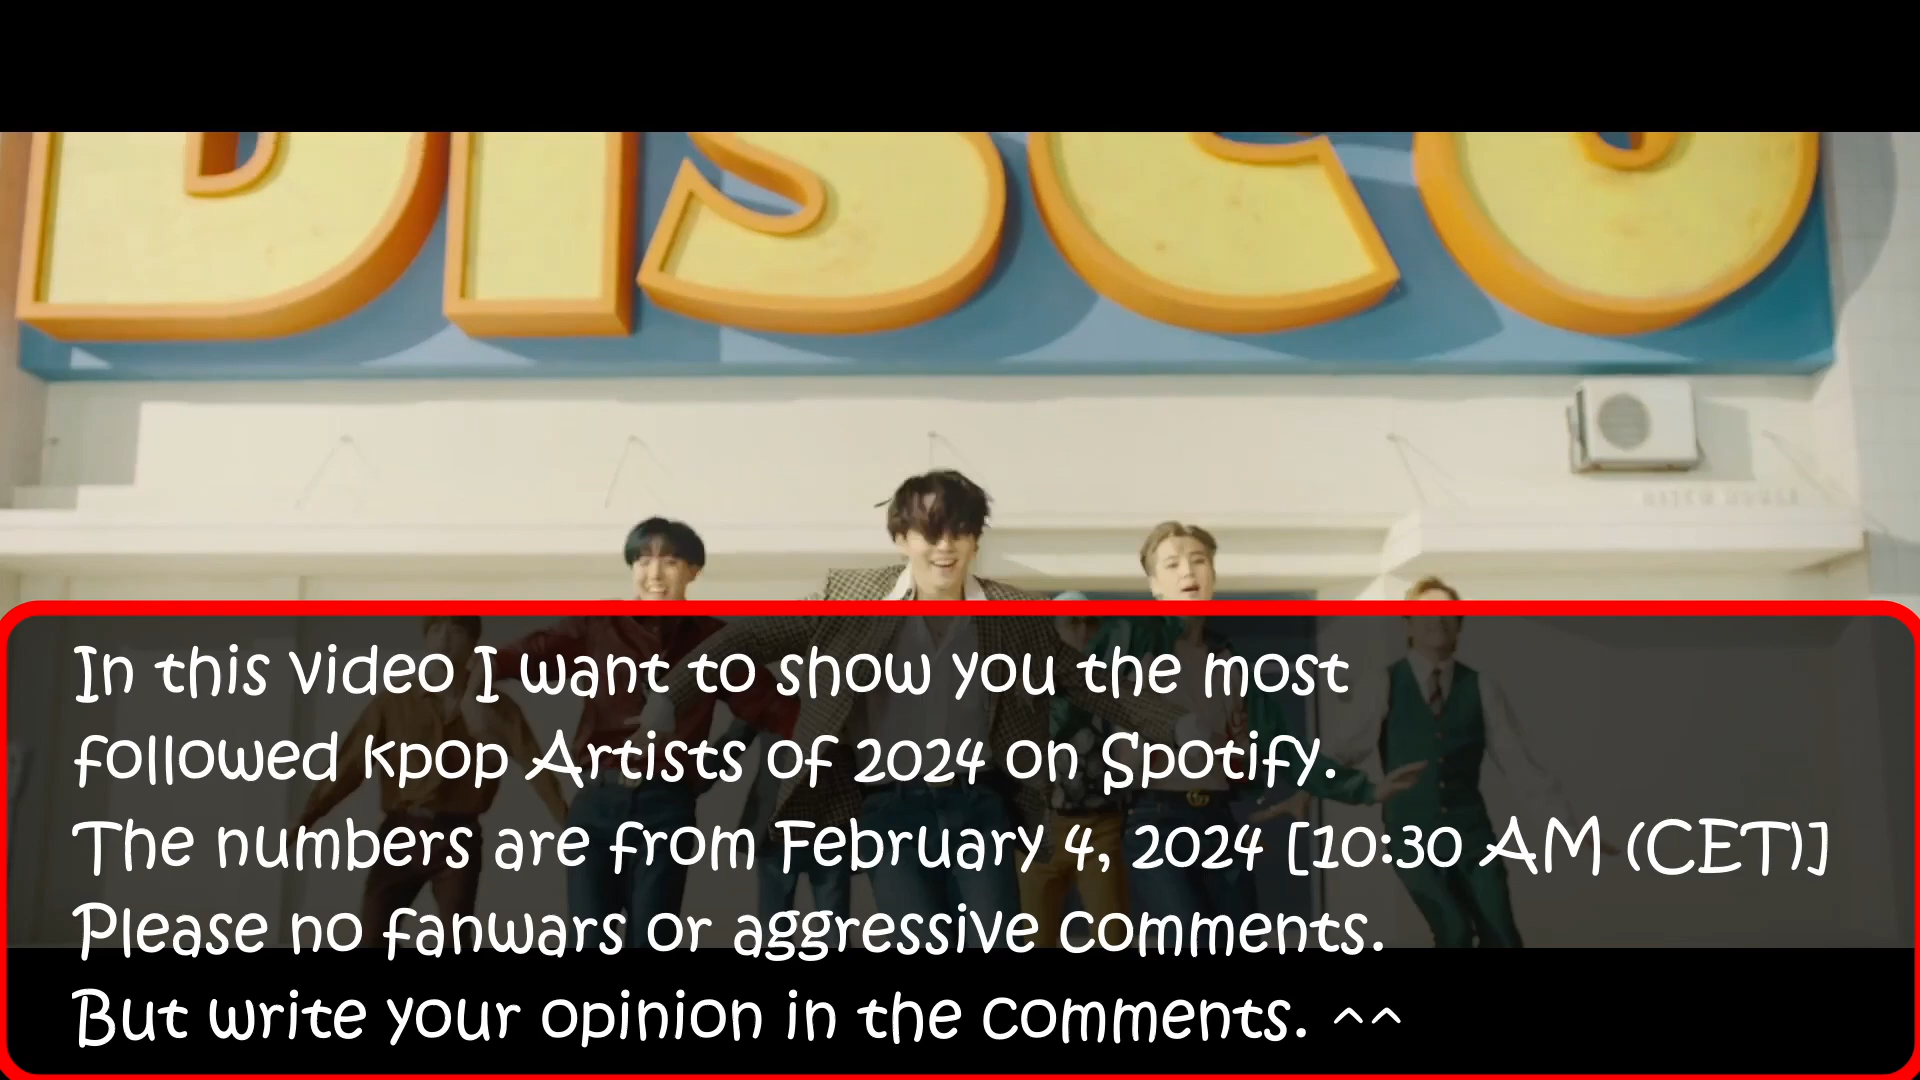 DISCO
In this video I want to show you the most
followed kpop Artists of 2024 on Spotify.
The numbers are from February 4, 2024 [10:30 AM (CET)]
Please no fanwars or aggressive comments.
But write your opinion in the comments. ^^